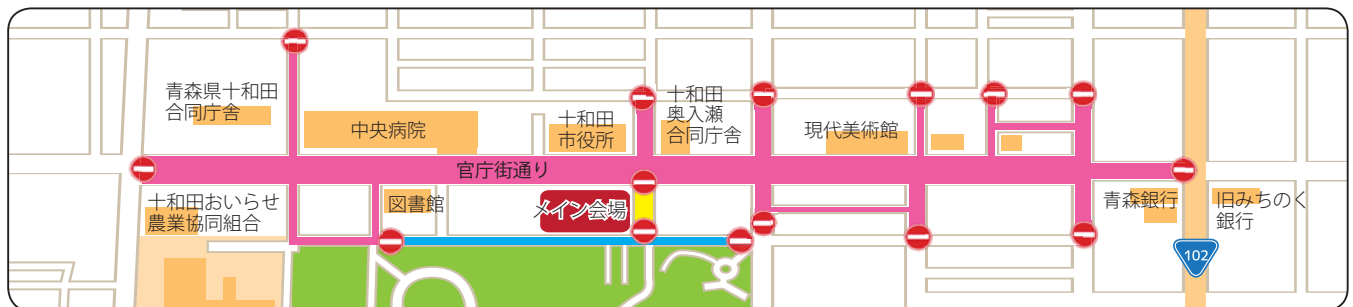 青森県十和田
合同庁舎
中央病院
十和田
市役所
十和田
奥入瀬
合同庁舎
現代美術館
官庁街通り
十和田おいらせ
農業協同組合
図書館
メイン会場
青森銀行
旧みちのく
銀行
102